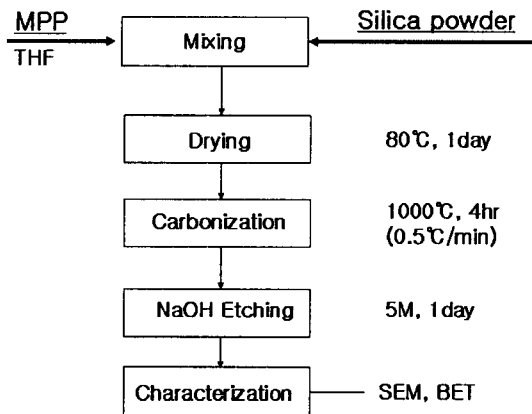 MPP
THF
Mixing
Silica powder
Drying
80℃, 1day
Carbonization
1000℃, 4hr
(0.5℃/min)
NaOH Etching
5M, 1day
Characterization
SEM, BET